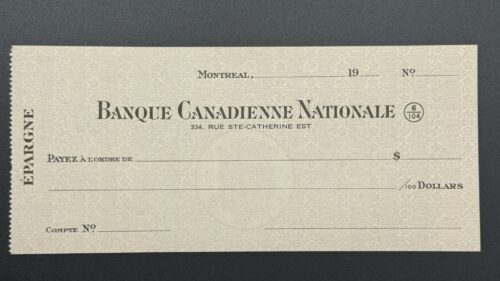 MONTREAL, 19 Nº
BANQUE CANADIENNE NATIONALE 6/104
334, RUE STE-CATHERINE EST
ÉPARGNE
PAYEZ À L'ORDRE DE $
/100 DOLLARS
COMPTE Nº